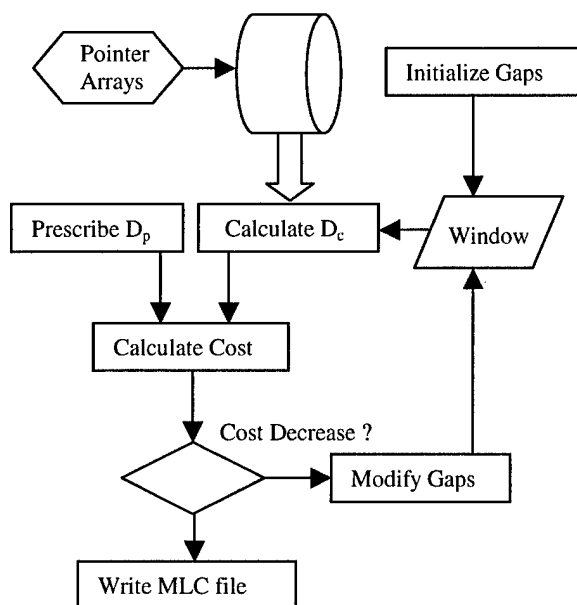 Pointer
Arrays
Initialize Gaps
Prescribe Dp
Calculate Dc
Window
Calculate Cost
Cost Decrease ?
Modify Gaps
Write MLC file